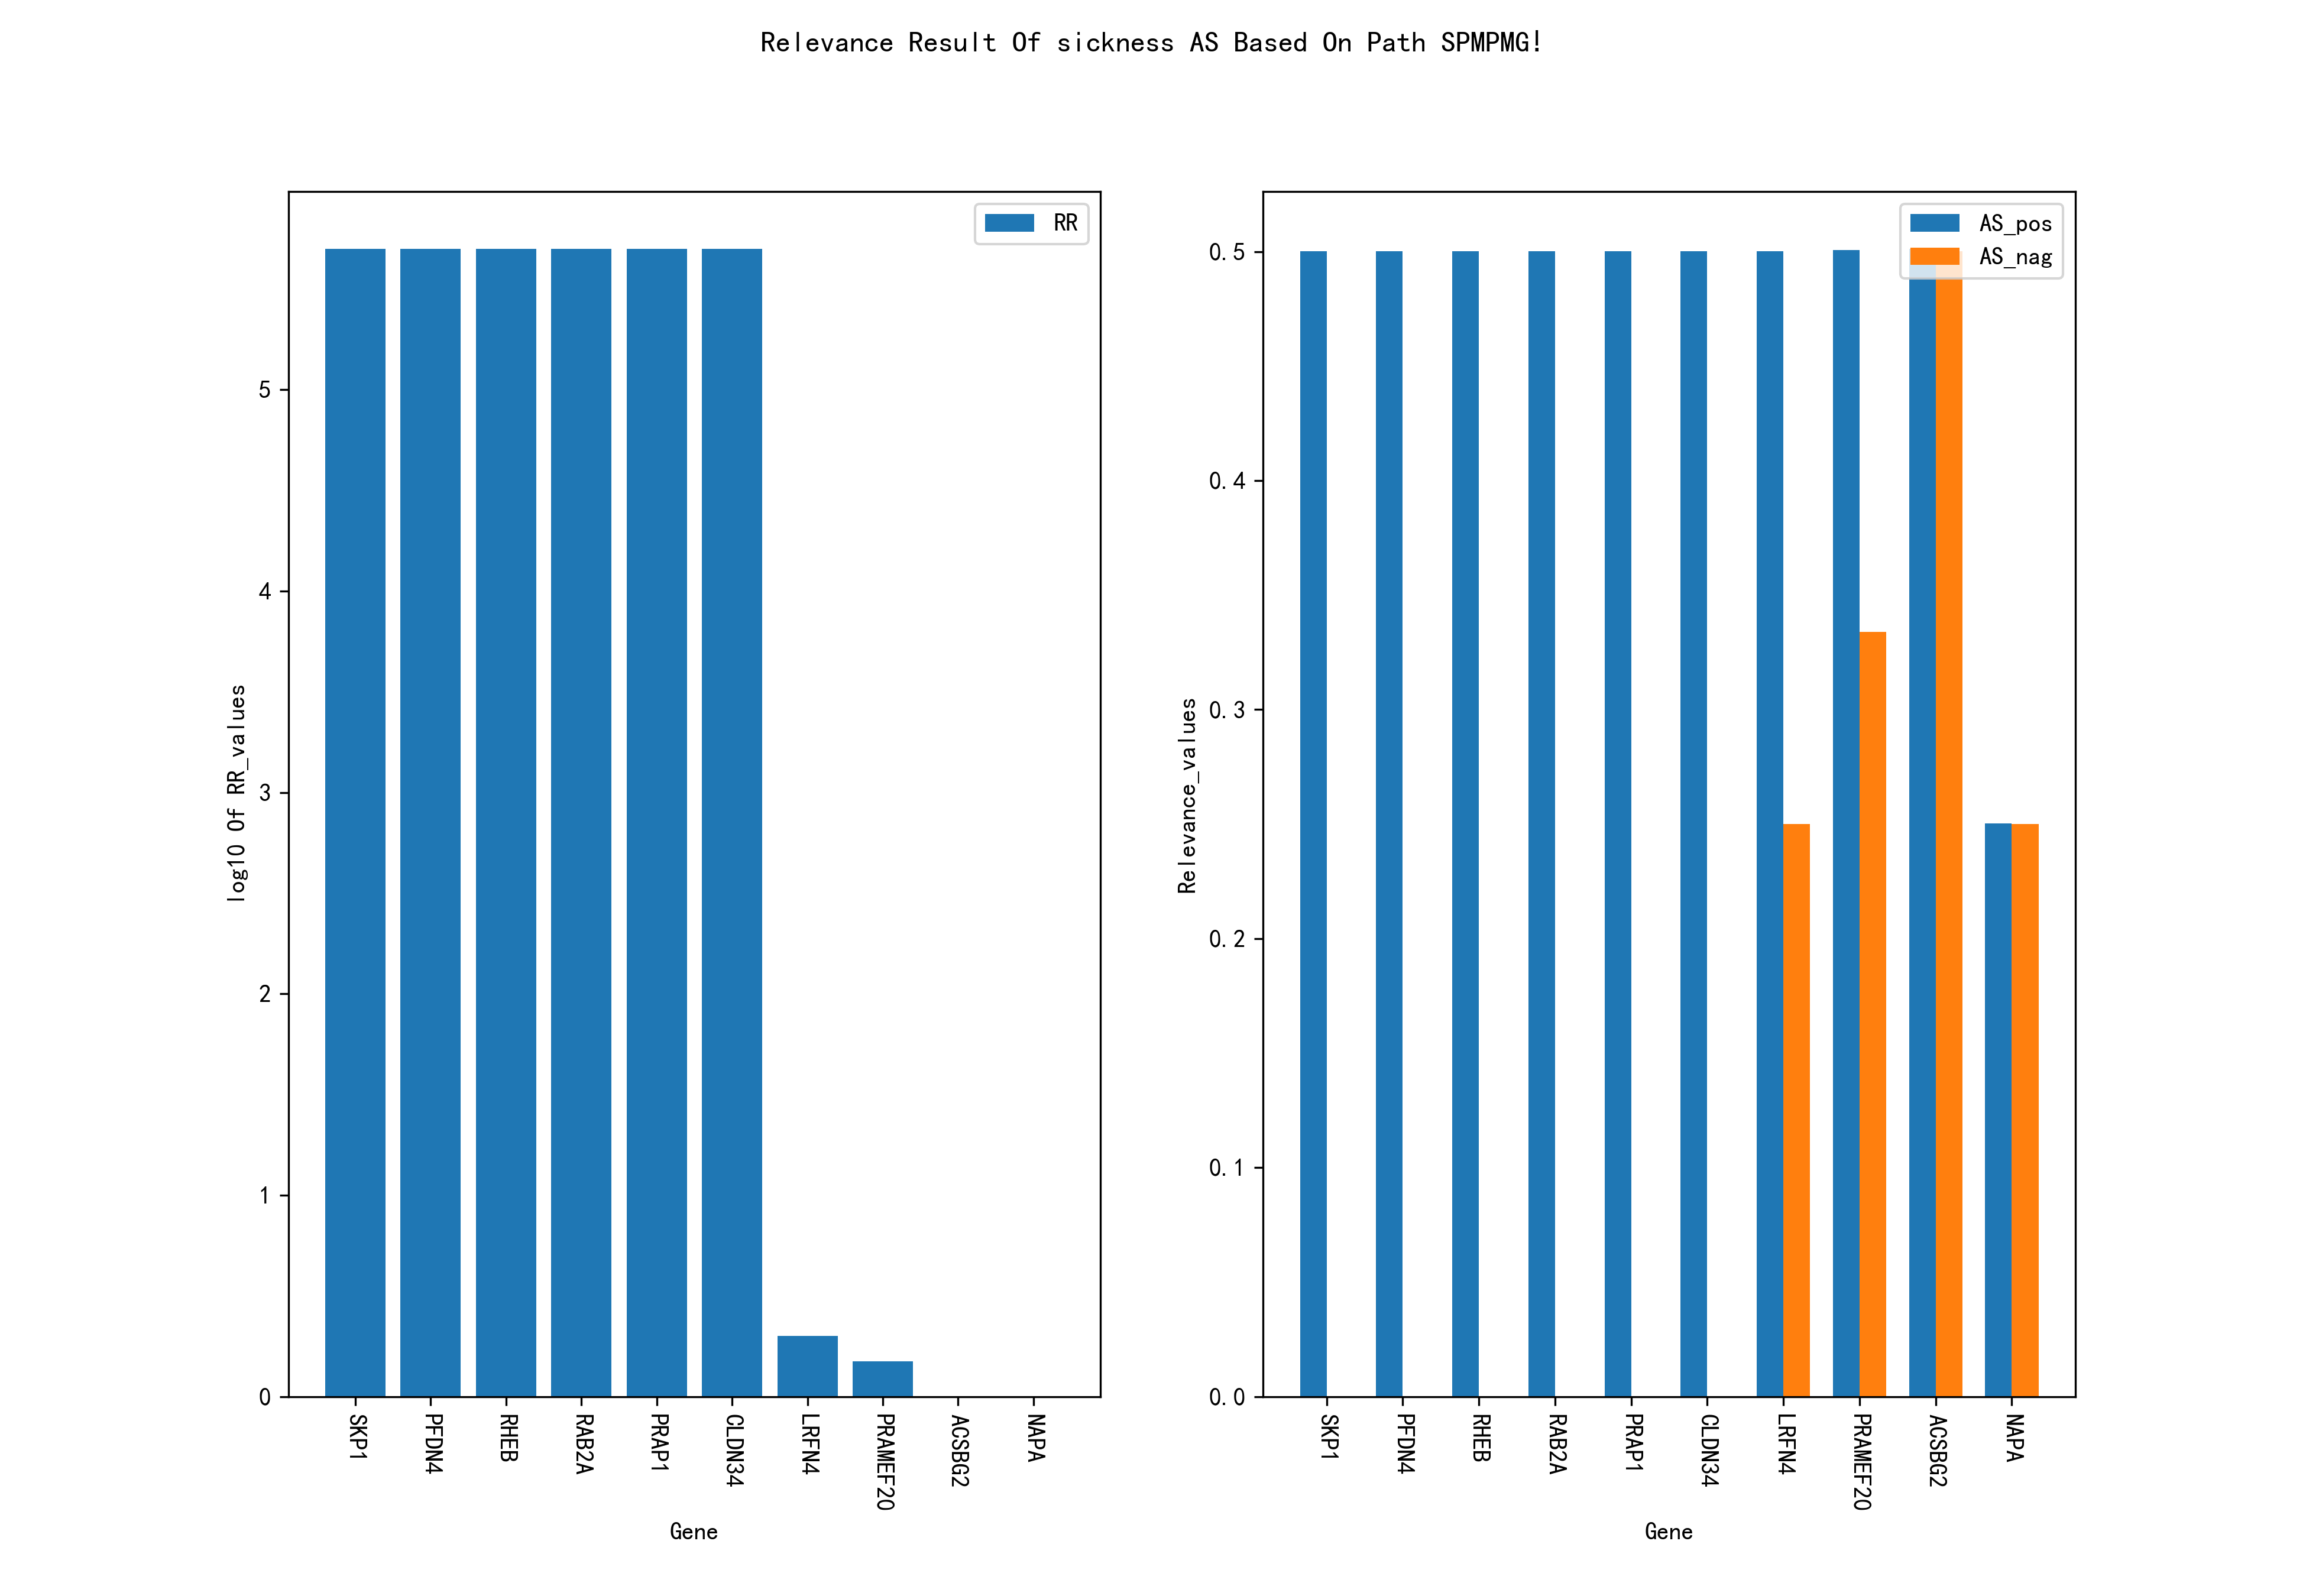 Relevance Result Of sickness AS Based On Path SPMPMG!
RR
5
4
3
2
1
0
log10 Of RR_values
SKP1
PFDN4
RHEB
RAB2A
PRAP1
CLDN34
LRFN4
PRAMEF20
ACSBG2
NAPA
Gene
AS_pos
AS_nag
0.5
0.4
0.3
0.2
0.1
0.0
Relevance_values
SKP1
PFDN4
RHEB
RAB2A
PRAP1
CLDN34
LRFN4
PRAMEF20
ACSBG2
NAPA
Gene